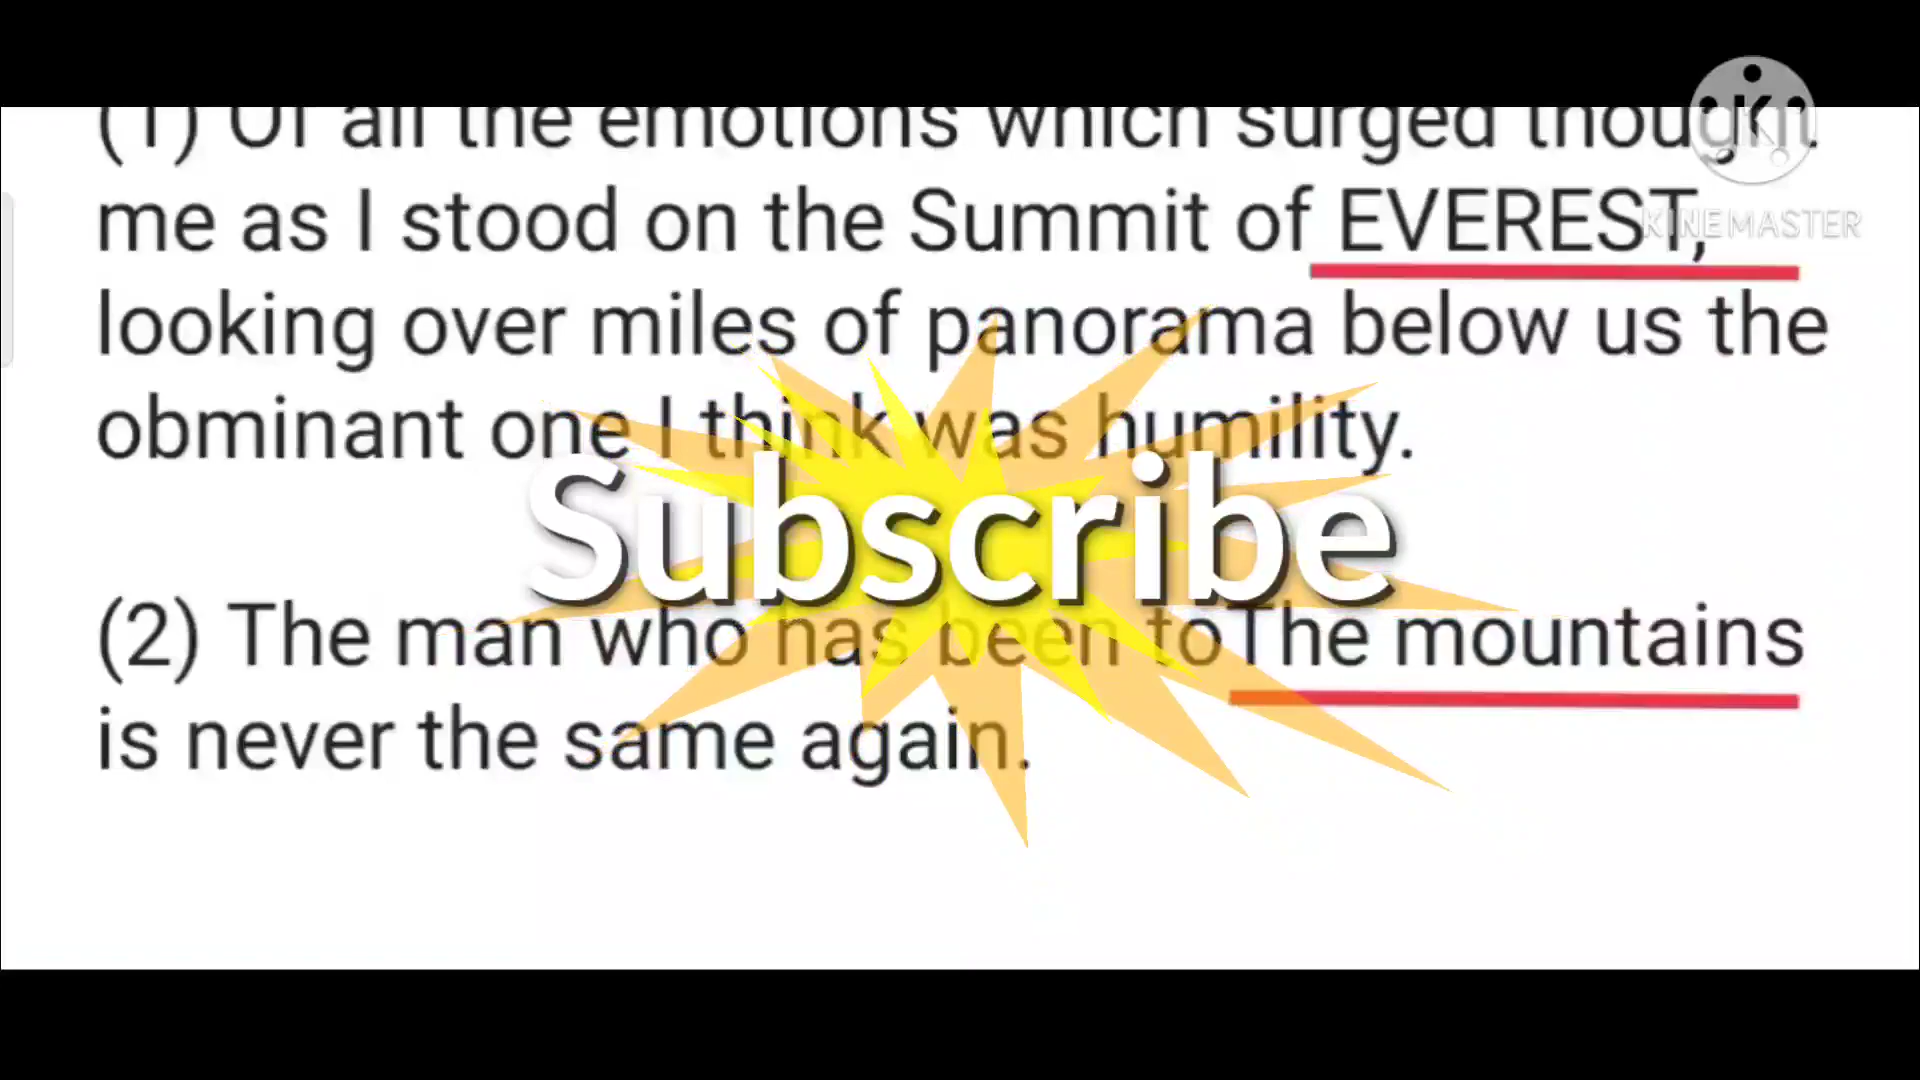 (1) Of all the emotions which surged thought
me as I stood on the Summit of EVEREST,
KINEMASTER
looking over miles of panorama below us the
obminant one I think was humility.
Subscribe
(2) The man who has been toThe mountains
is never the same again.